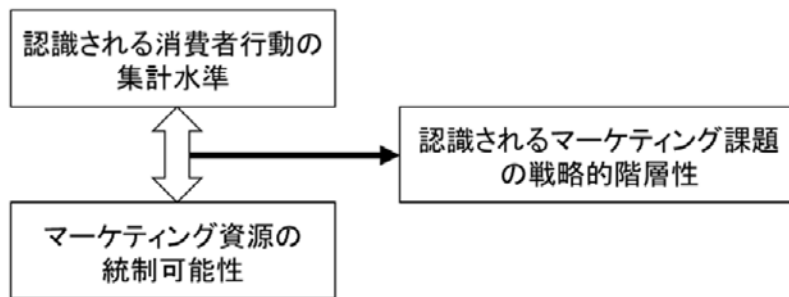 認識される消費者行動の
集計水準
認識されるマーケティング課題
の戦略的階層性
マーケティング資源の
統制可能性